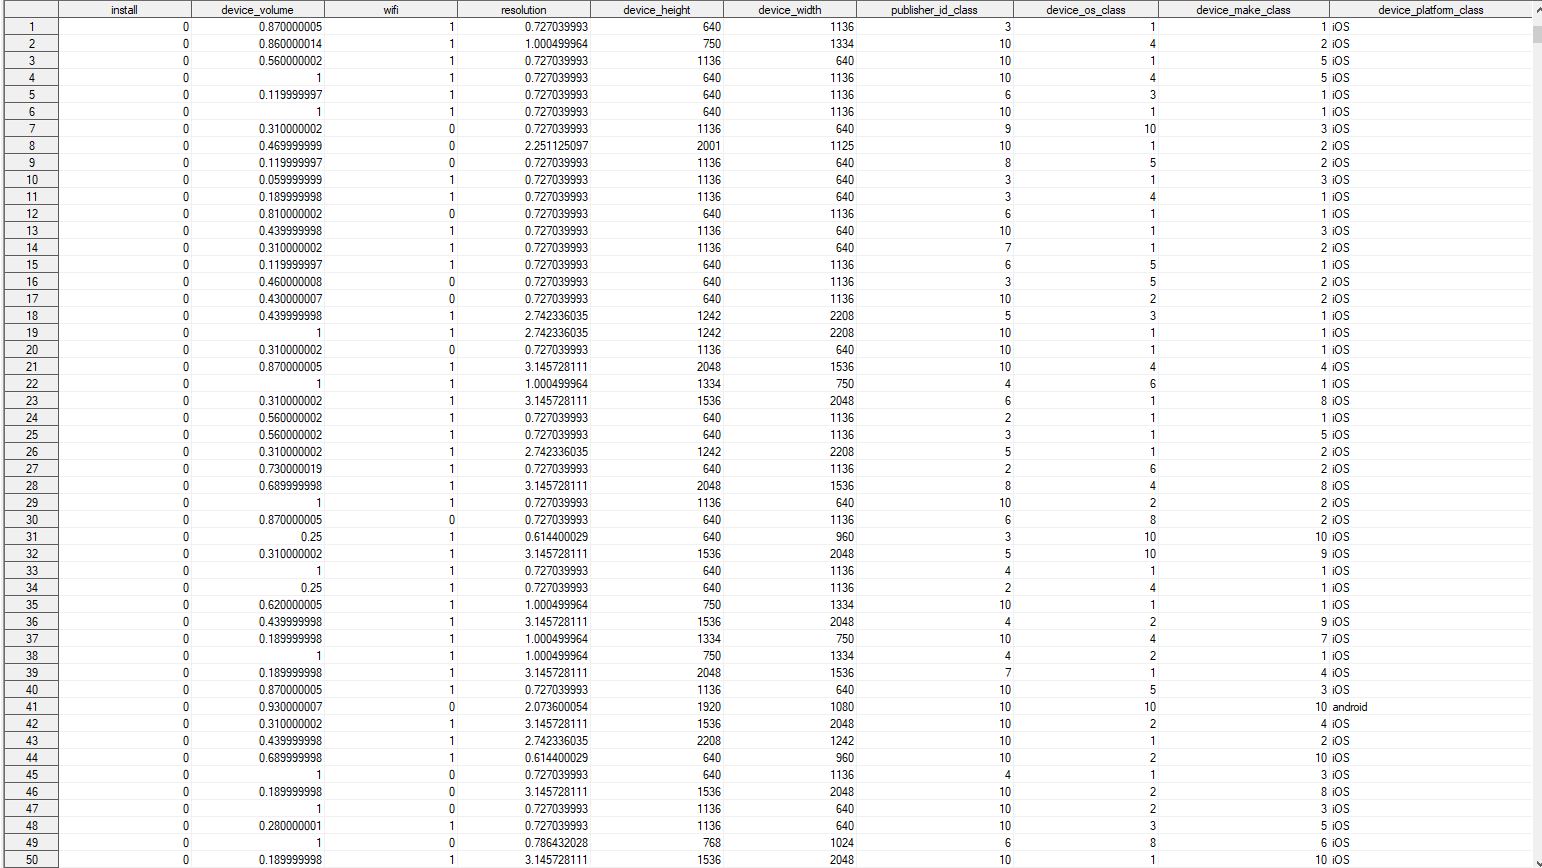 install device_volume wifi resolution device_height device_width publisher_id_class device_os_class device_make_class device_platform_class
1 0 0.870000005 1 0.727039993 640 1136 3 1 1 iOS
2 0 0.860000014 1 1.000499964 750 1334 10 4 2 iOS
3 0 0.560000002 1 0.727039993 1136 640 10 1 5 iOS
4 0 1 1 0.727039993 640 1136 10 4 5 iOS
5 0 0.119999997 1 0.727039993 640 1136 6 3 1 iOS
6 0 1 1 0.727039993 640 1136 10 1 1 iOS
7 0 0.310000002 0 0.727039993 1136 640 9 10 3 iOS
8 0 0.469999999 0 2.251125097 2001 1125 10 1 2 iOS
9 0 0.119999997 0 0.727039993 1136 640 8 5 2 iOS
10 0 0.059999999 1 0.727039993 1136 640 3 1 3 iOS
11 0 0.189999998 1 0.727039993 1136 640 3 4 1 iOS
12 0 0.810000002 0 0.727039993 640 1136 6 1 1 iOS
13 0 0.439999998 1 0.727039993 1136 640 10 1 3 iOS
14 0 0.310000002 1 0.727039993 1136 640 7 1 2 iOS
15 0 0.119999997 1 0.727039993 640 1136 6 5 1 iOS
16 0 0.460000008 0 0.727039993 640 1136 3 5 2 iOS
17 0 0.430000007 0 0.727039993 640 1136 10 2 2 iOS
18 0 0.439999998 1 2.742336035 1242 2208 5 3 1 iOS
19 0 1 1 2.742336035 1242 2208 10 1 1 iOS
20 0 0.310000002 0 0.727039993 1136 640 10 1 1 iOS
21 0 0.870000005 1 3.145728111 2048 1536 10 4 4 iOS
22 0 1 1 1.000499964 1334 750 4 6 1 iOS
23 0 0.310000002 1 3.145728111 1536 2048 6 1 8 iOS
24 0 0.560000002 1 0.727039993 640 1136 2 1 1 iOS
25 0 0.560000002 1 0.727039993 640 1136 3 1 5 iOS
26 0 0.310000002 1 2.742336035 1242 2208 5 1 2 iOS
27 0 0.730000019 1 0.727039993 640 1136 2 6 2 iOS
28 0 0.689999998 1 3.145728111 2048 1536 8 4 8 iOS
29 0 1 1 0.727039993 1136 640 10 2 2 iOS
30 0 0.870000005 0 0.727039993 640 1136 6 8 2 iOS
31 0 0.25 1 0.614400029 640 960 3 10 10 iOS
32 0 0.310000002 1 3.145728111 1536 2048 5 10 9 iOS
33 0 1 1 0.727039993 640 1136 4 1 1 iOS
34 0 0.25 1 0.727039993 640 1136 2 4 1 iOS
35 0 0.620000005 1 1.000499964 750 1334 10 1 1 iOS
36 0 0.439999998 1 3.145728111 1536 2048 4 2 9 iOS
37 0 0.189999998 1 1.000499964 1334 750 10 4 7 iOS
38 0 1 1 1.000499964 750 1334 4 2 1 iOS
39 0 0.189999998 1 3.145728111 2048 1536 7 1 4 iOS
40 0 0.870000005 1 0.727039993 1136 640 10 5 3 iOS
41 0 0.930000007 0 2.073600054 1920 1080 10 10 10 android
42 0 0.310000002 1 3.145728111 1536 2048 10 2 4 iOS
43 0 0.439999998 1 2.742336035 2208 1242 10 1 2 iOS
44 0 0.689999998 1 0.614400029 640 960 10 2 10 iOS
45 0 1 0 0.727039993 640 1136 4 1 3 iOS
46 0 0.189999998 0 3.145728111 1536 2048 10 2 8 iOS
47 0 1 0 0.727039993 1136 640 10 2 3 iOS
48 0 0.280000001 1 0.727039993 1136 640 10 3 5 iOS
49 0 1 0 0.786432028 768 1024 6 8 6 iOS
50 0 0.189999998 1 3.145728111 1536 2048 10 1 10 iOS